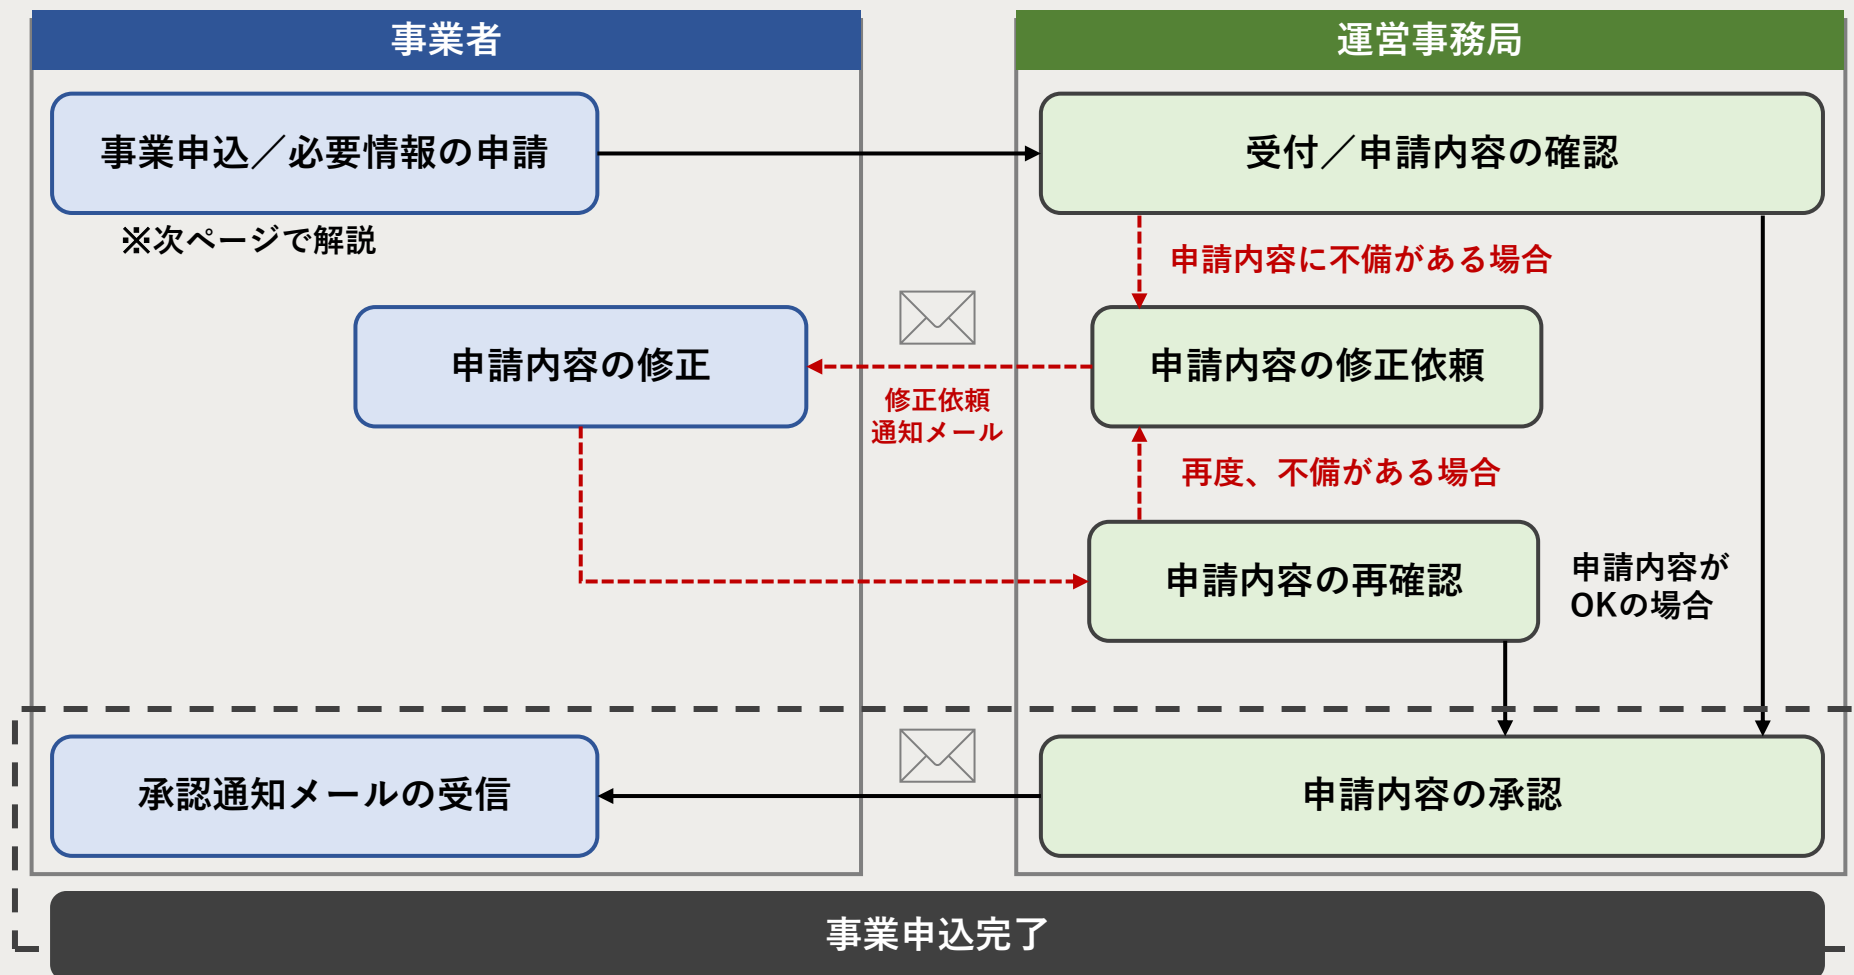 事業者
運営事務局
事業申込／必要情報の申請
受付／申請内容の確認
※次ページで解説
申請内容に不備がある場合
申請内容の修正
申請内容の修正依頼
修正依頼
通知メール
再度、不備がある場合
申請内容の再確認
申請内容が
OKの場合
承認通知メールの受信
申請内容の承認
事業申込完了